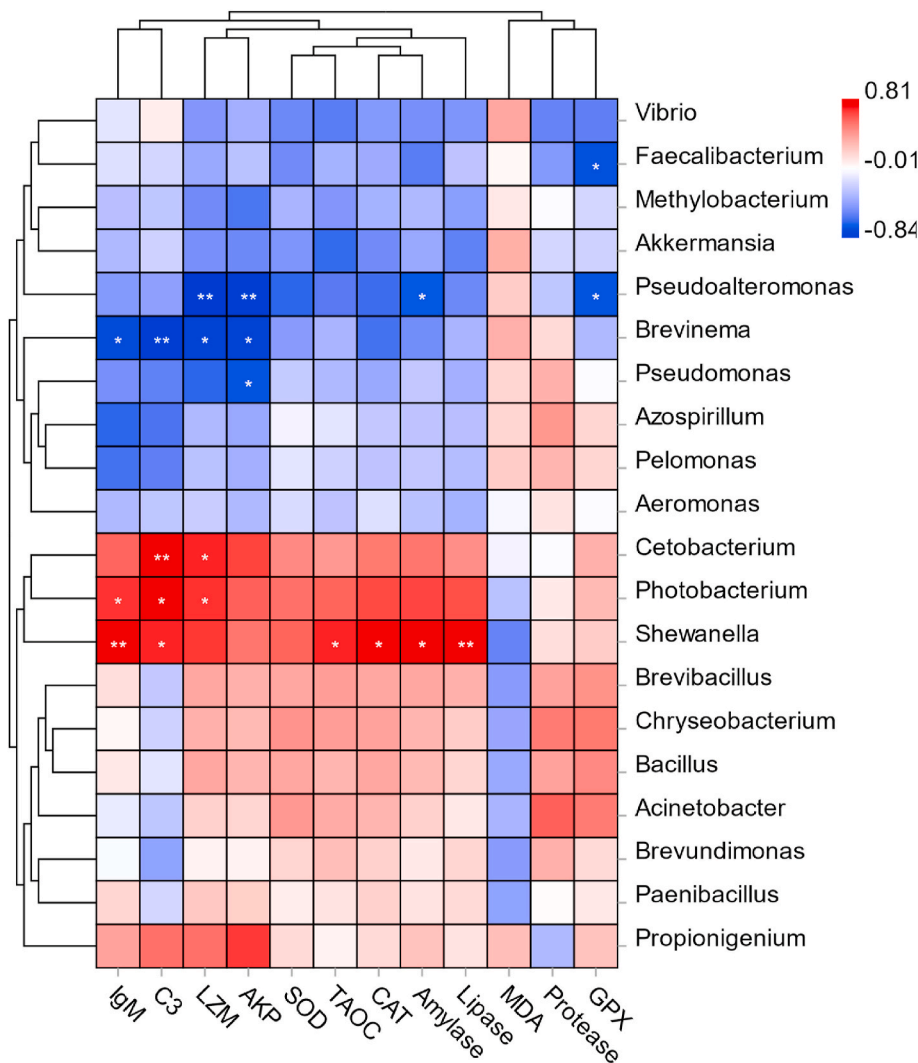 0.81
-0.01
-0.84
Vibrio
Faecalibacterium
*
Methylobacterium
Akkermansia
** ** * * Pseudoalteromonas
* ** * * Brevinema
* Pseudomonas
Azospirillum
Pelomonas
Aeromonas
** * Cetobacterium
* * * Photobacterium
** * * * * ** Shewanella
Brevibacillus
Chryseobacterium
Bacillus
Acinetobacter
Brevundimonas
Paenibacillus
Propionigenium
IgM C3 LZM AKP SOD TAOC CAT Amylase Lipase MDA Protease GPX